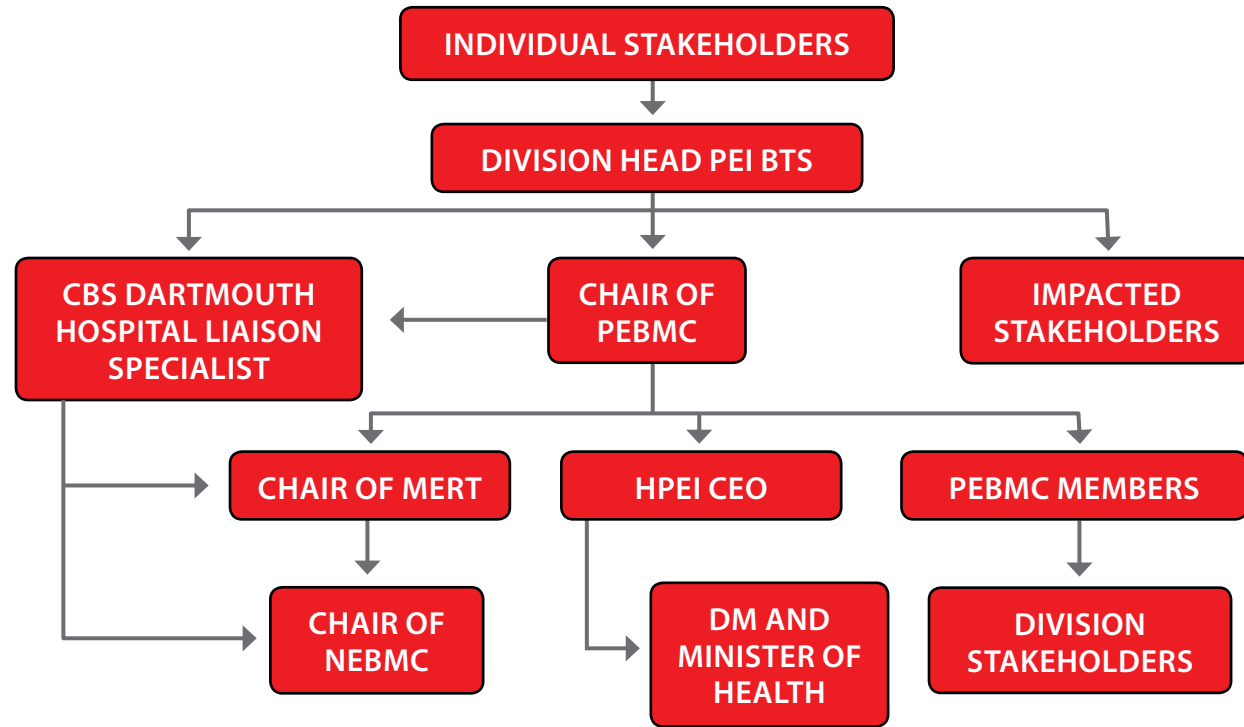 INDIVIDUAL STAKEHOLDERS
DIVISION HEAD PEI BTS
CBS DARTMOUTH
HOSPITAL LIAISON
SPECIALIST
CHAIR OF
PEBMC
IMPACTED
STAKEHOLDERS
CHAIR OF MERT
HPEI CEO
PEBMC MEMBERS
CHAIR OF
NEBMC
DM AND
MINISTER OF
HEALTH
DIVISION
STAKEHOLDERS